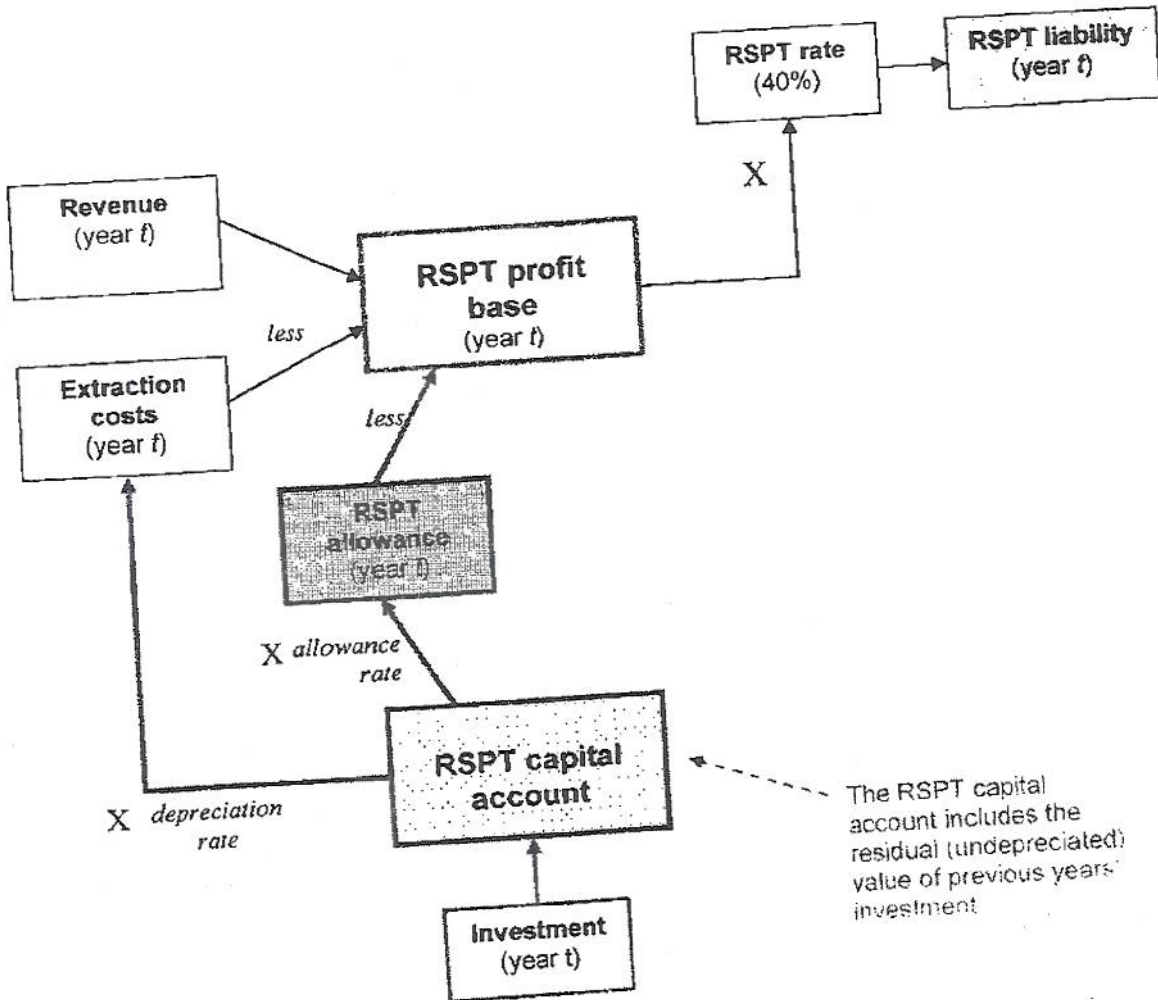 RSPT rate
(40%)
RSPT liability
(year t)
X
Revenue
(year t)
RSPT profit
base
(year t)
less
Extraction
costs
(year t)
less
RSPT
allowance
(year t)
X allowance
rate
RSPT capital
account
X depreciation
rate
The RSPT capital
account includes the
residual (undepreciated)
value of previous years'
investment
Investment
(year t)